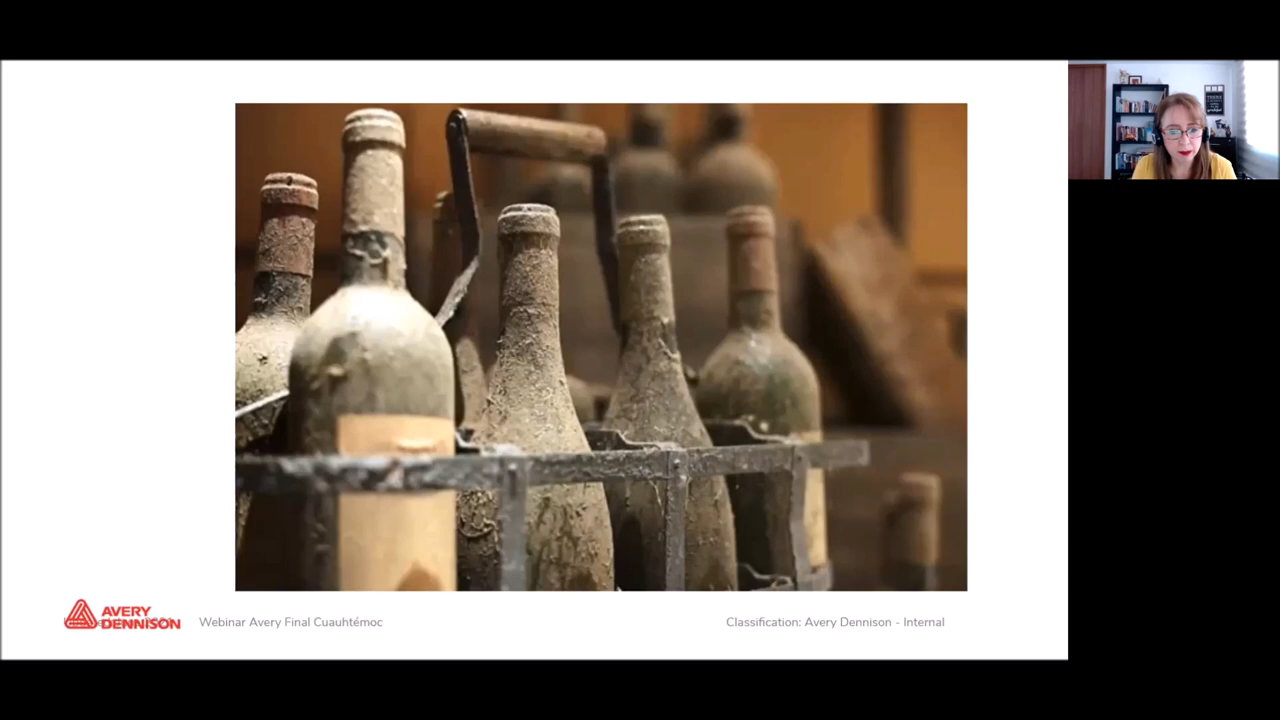 AVERY
DENNISON
Webinar Avery Final Cuauhtémoc
Classification: Avery Dennison - Internal